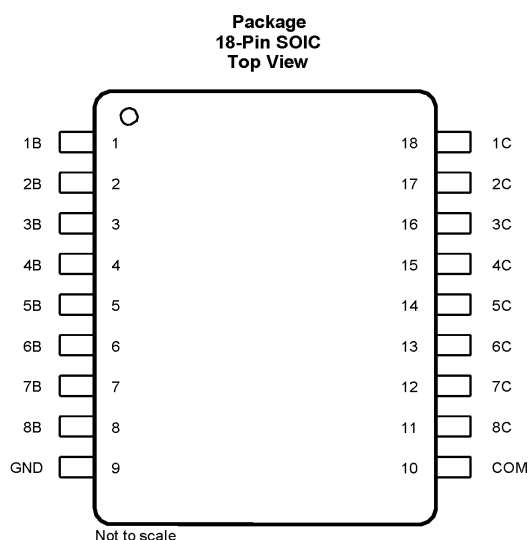 Package
18-Pin SOIC
Top View
1B 1 18 1C
2B 2 17 2C
3B 3 16 3C
4B 4 15 4C
5B 5 14 5C
6B 6 13 6C
7B 7 12 7C
8B 8 11 8C
GND 9 10 COM
Not to scale